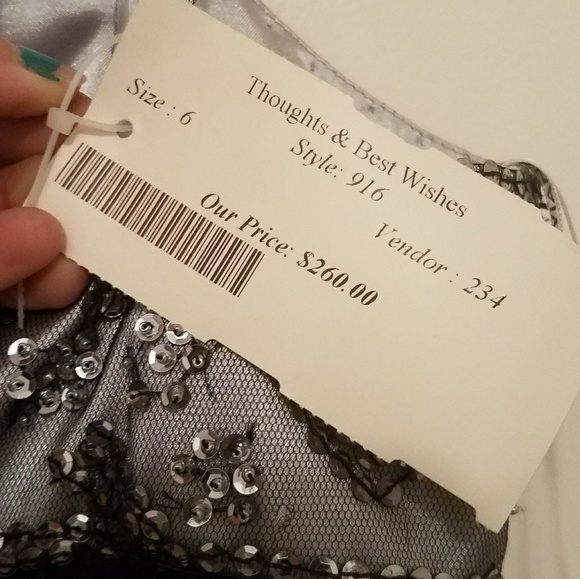 Thoughts & Best Wishes
Size : 6
Style: 916
Vendor : 234
Our Price: $260.00